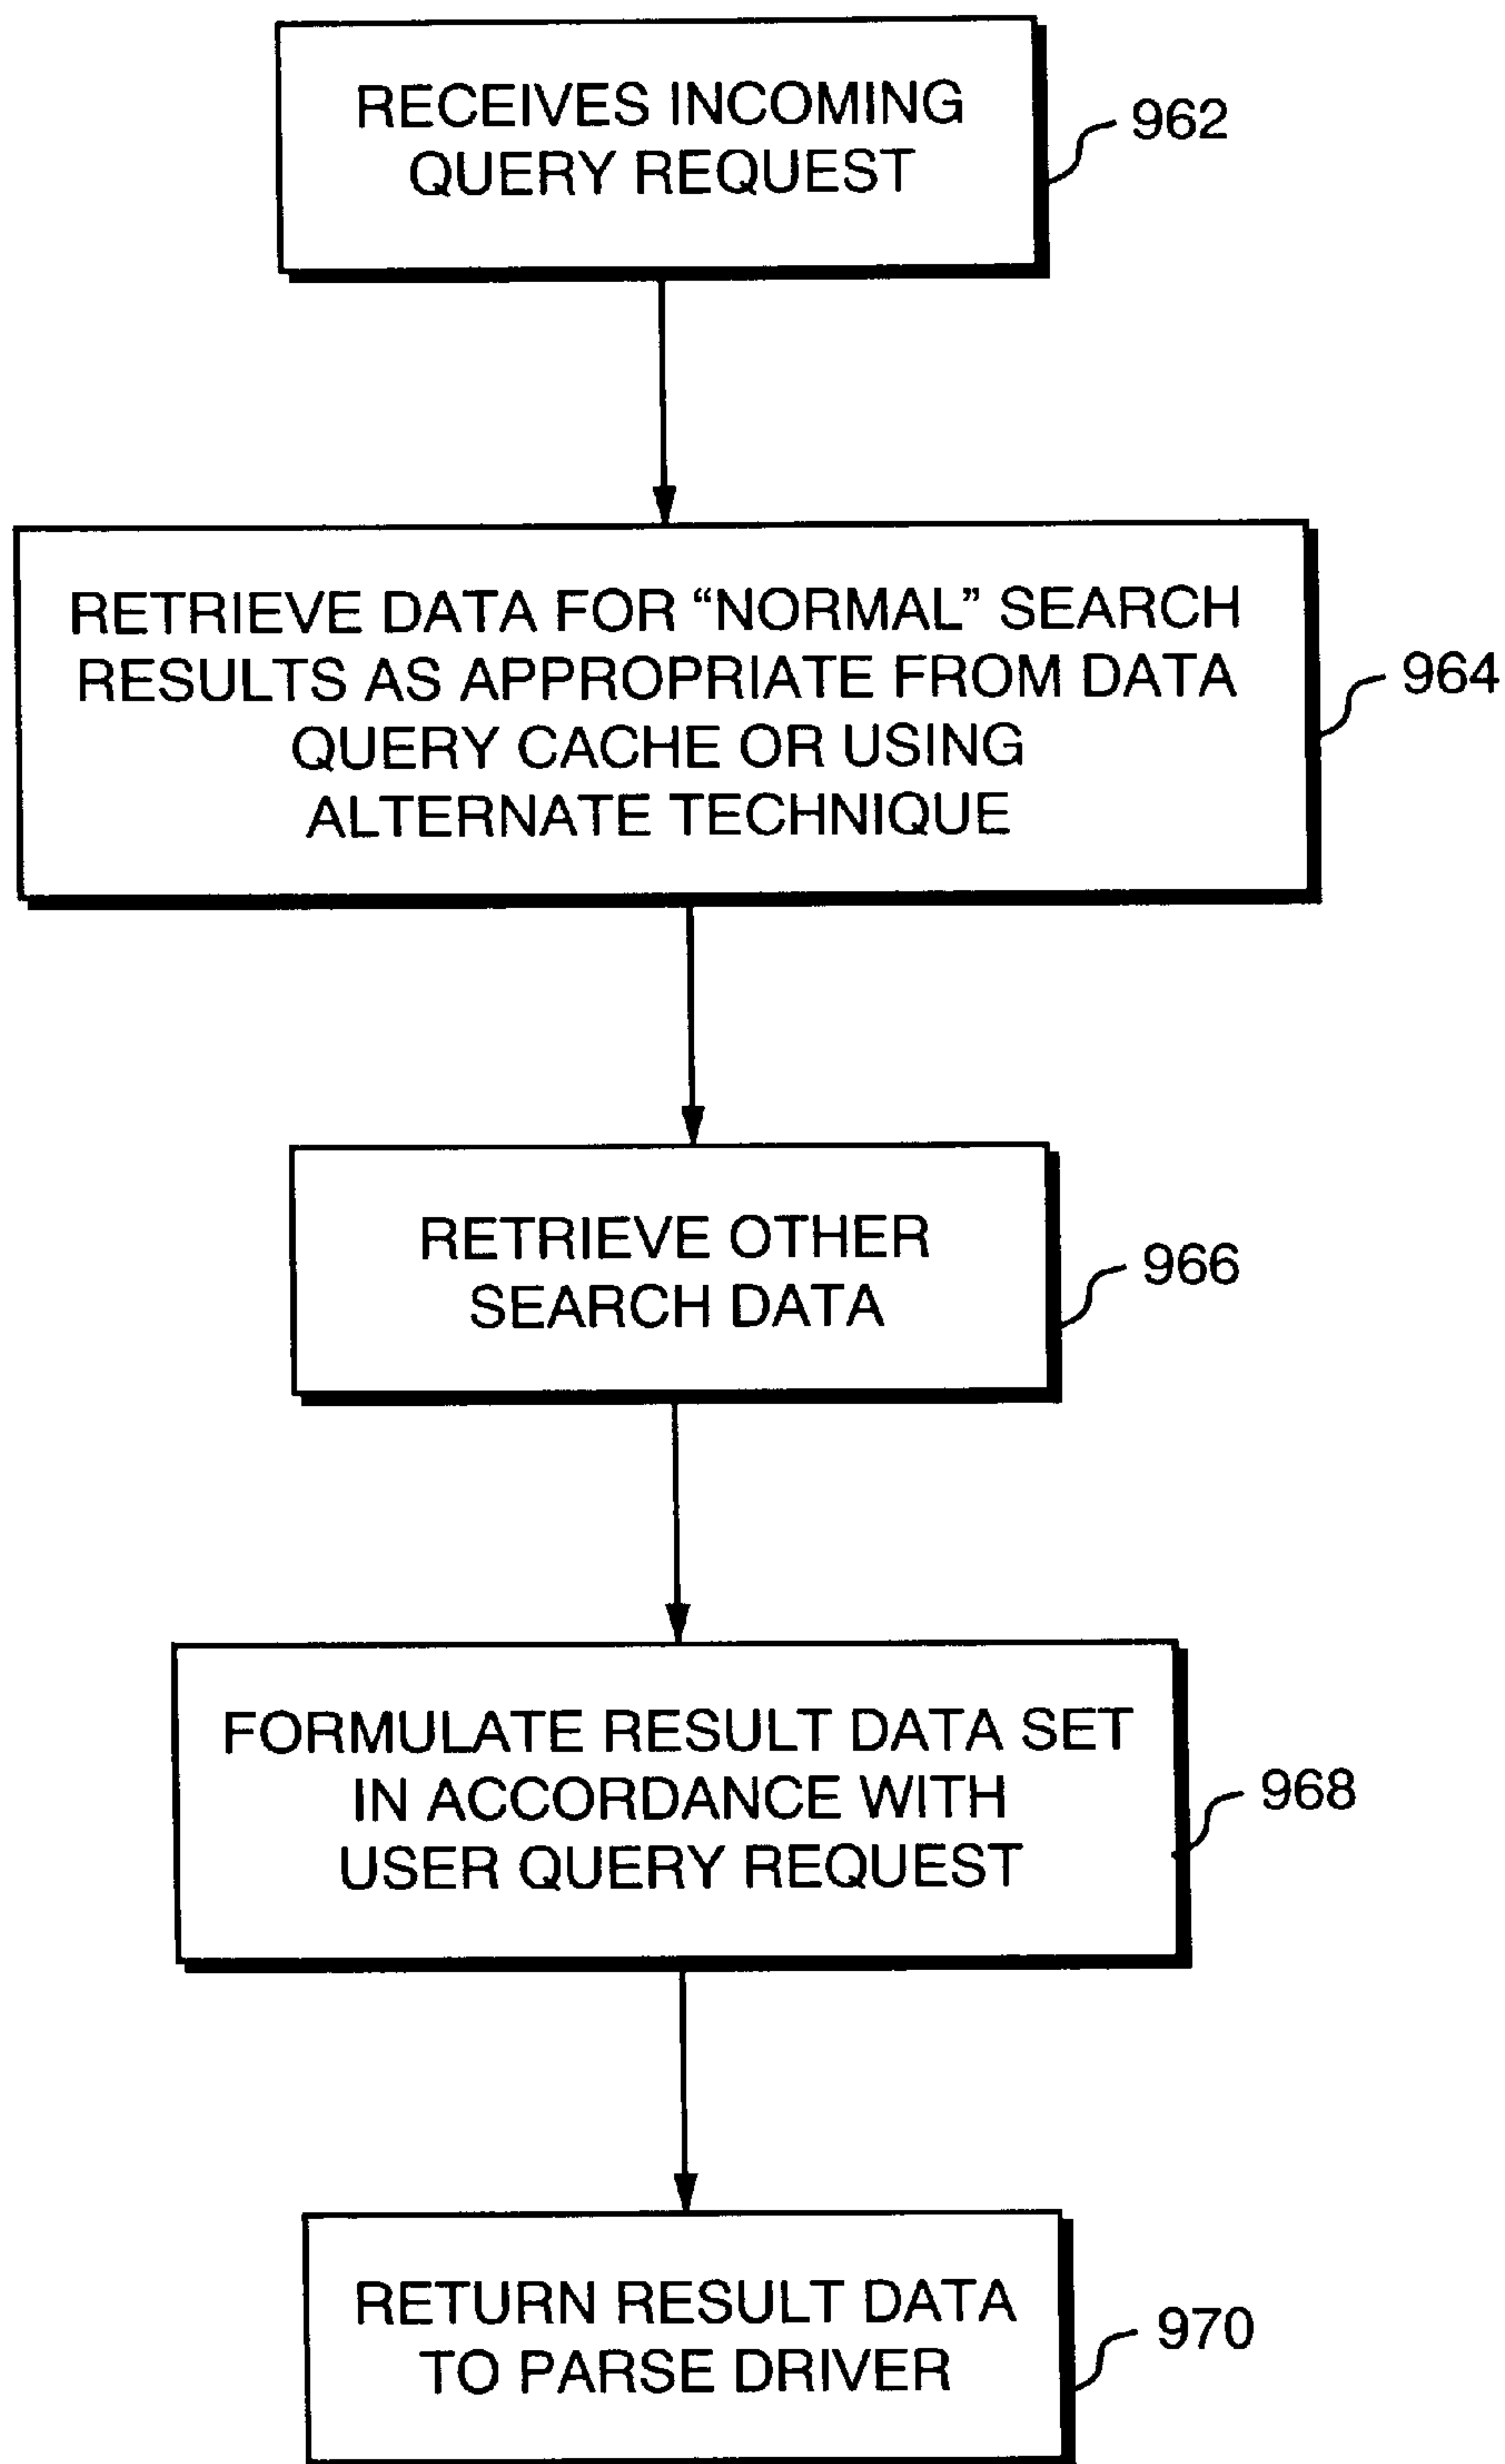 RECEIVES INCOMING
QUERY REQUEST
962
RETRIEVE DATA FOR “NORMAL” SEARCH
RESULTS AS APPROPRIATE FROM DATA
QUERY CACHE OR USING
ALTERNATE TECHNIQUE
964
RETRIEVE OTHER
SEARCH DATA
966
FORMULATE RESULT DATA SET
IN ACCORDANCE WITH
USER QUERY REQUEST
968
RETURN RESULT DATA
TO PARSE DRIVER
970